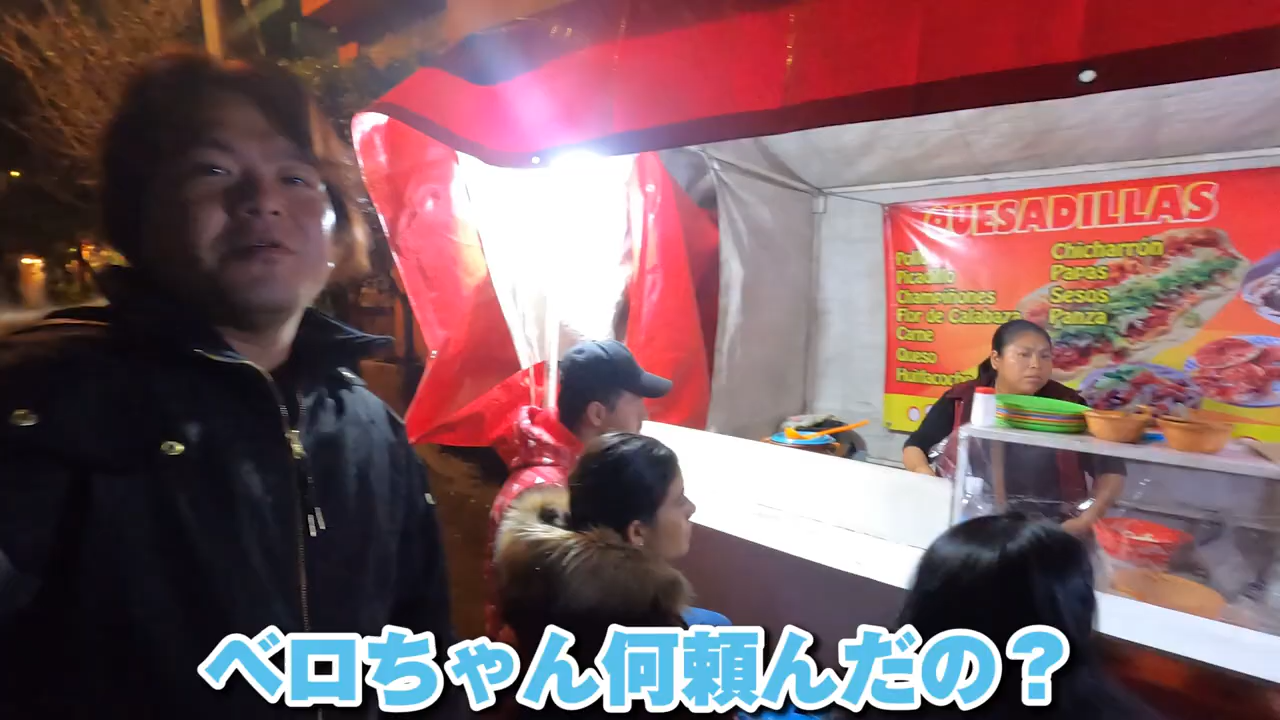 QUESADILLAS
Pollo
Picadillo
Champiñones
Flor de Calabaza
Carne
Queso
Chicharrón
Papas
Sesos
Panza
ベロちゃん何頼んだの？